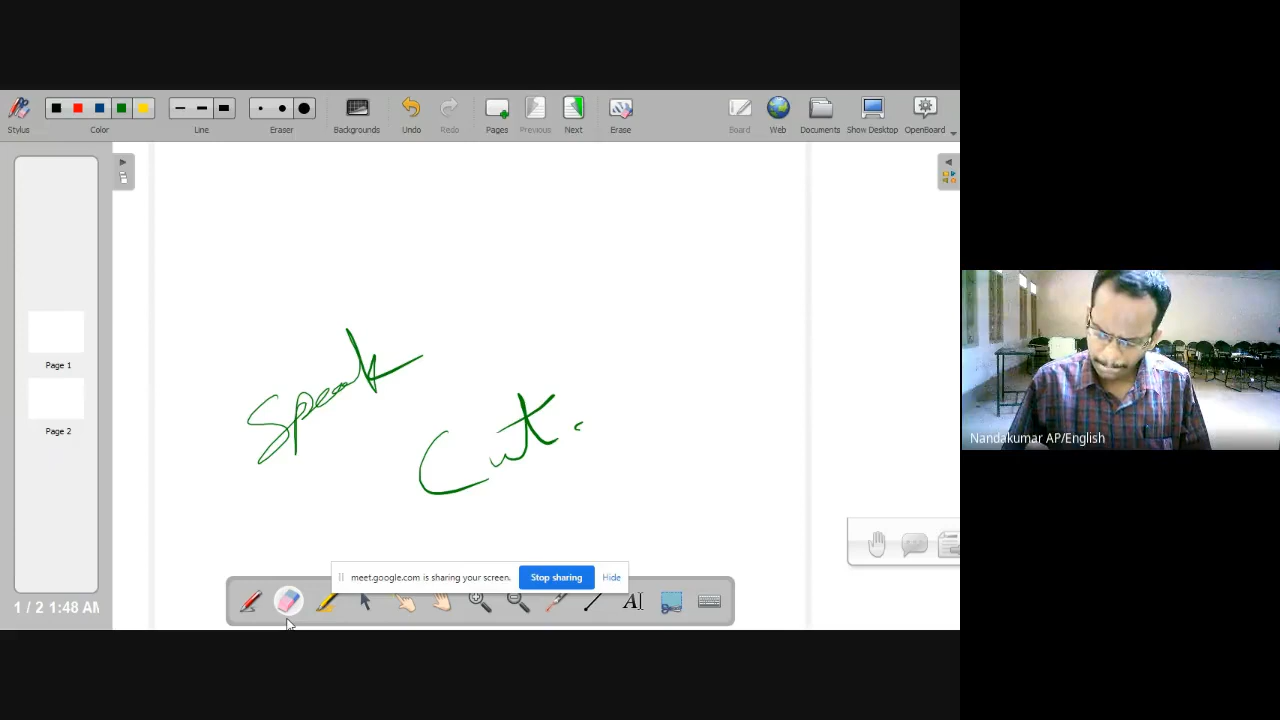 Stylus
Color
Line
Eraser
Backgrounds
Undo
Redo
Pages
Previous
Next
Erase
Board
Web
Documents
Show Desktop
OpenBoard
Page 1
Page 2
Speak
Cut.
meet.google.com is sharing your screen.
Stop sharing
Hide
1 / 2 1:48 AM
Nandakumar AP/English